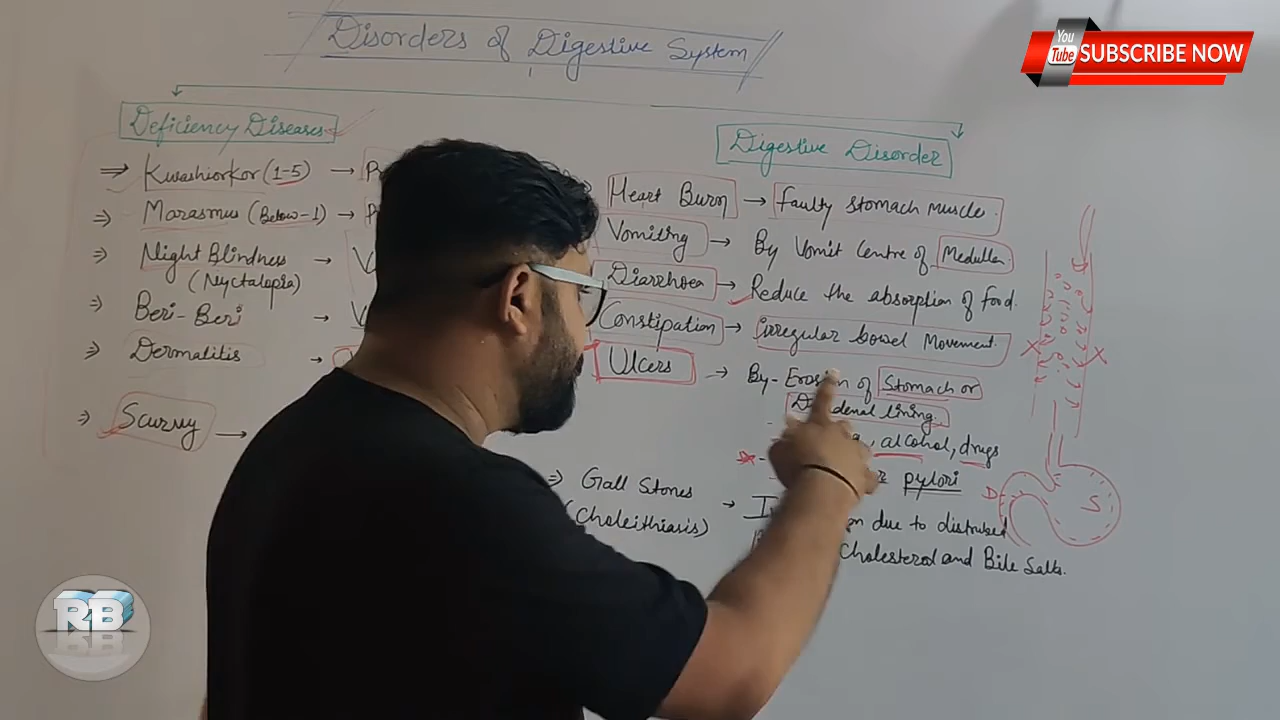 Disorders of Digestive System
You Tube SUBSCRIBE NOW
Deficiency Diseases
Kwashiorkor (1-5) → P
Marasmus (Below-1) → P
Night Blindness → V
(Nyctalopia)
Beri-Beri → V
Dermatitis →
Scurvy →
Digestive Disorder
Heart Burn → Faulty stomach muscle.
Vomiting → By Vomit Centre of Medulla.
Diarrhoea → Reduce the absorption of food.
Constipation → irregular bowel Movement.
Ulcers → By-Erosion of Stomach or
lining.
alcohol, drugs
pylori
Gall Stones →
due to
Cholesterol and Bile Salts.
D
S
RB